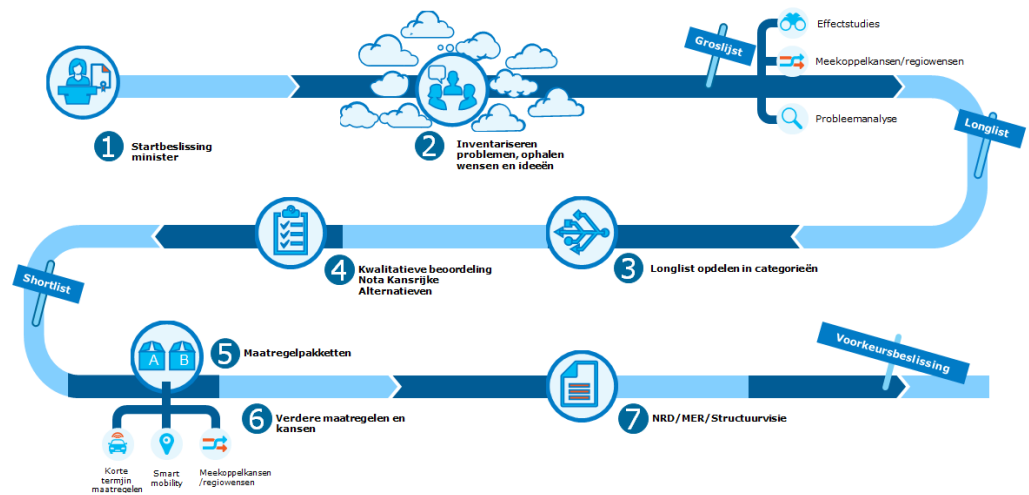 Groslijst
Effectstudies
Meekoppelkansen/regiowensen
Probleemanalyse
1
Startbeslissing
minister
2
Inventariseren
problemen, ophalen
wensen en ideeën
Longlist
3
Longlist opdelen in categorieën
4
Kwalitatieve beoordeling
Nota Kansrijke
Alternatieven
Shortlist
A B
5
Maatregelpakketten
6
Verdere maatregelen en
kansen
Korte
termijn
maatregelen
Smart
mobility
Meekoppelkansen
/regiowensen
7
NRD/MER/Structuurvisie
Voorkeursbeslissing